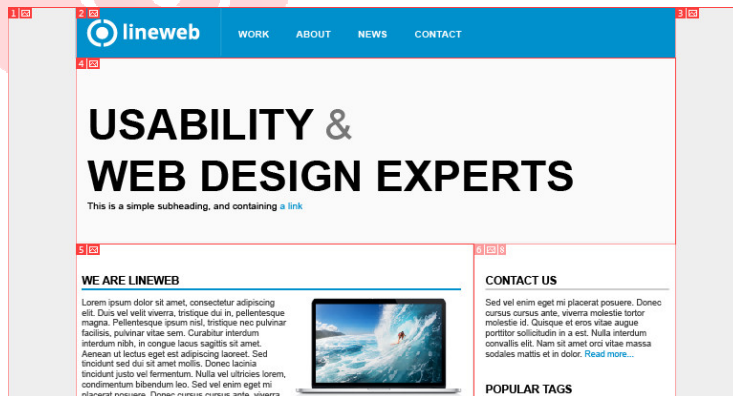 1
2
3
lineweb
WORK ABOUT NEWS CONTACT
4
USABILITY &
WEB DESIGN EXPERTS
This is a simple subheading, and containing a link
5
6 8
WE ARE LINEWEB
Lorem ipsum dolor sit amet, consectetur adipiscing
elit. Duis vel velit viverra, tristique dui in, pellentesque
magna. Pellentesque ipsum nisl, tristique nec pulvinar
facilisis, pulvinar vitae sem. Curabitur interdum
interdum nibh, in congue lacus sagittis sit amet.
Aenean ut lectus eget est adipiscing laoreet. Sed
tincidunt sed dui sit amet mollis. Donec lacinia
tincidunt justo vel fermentum. Nulla vel ultricies lorem,
condimentum bibendum leo. Sed vel enim eget mi
placerat posuere. Donec cursus cursus ante, viverra
CONTACT US
Sed vel enim eget mi placerat posuere. Donec
cursus cursus ante, viverra molestie tortor
molestie id. Quisque et eros vitae augue
porttitor sollicitudin in a est. Nulla interdum
convallis elit. Nam sit amet orci vitae massa
sodales mattis et in dolor. Read more...
POPULAR TAGS